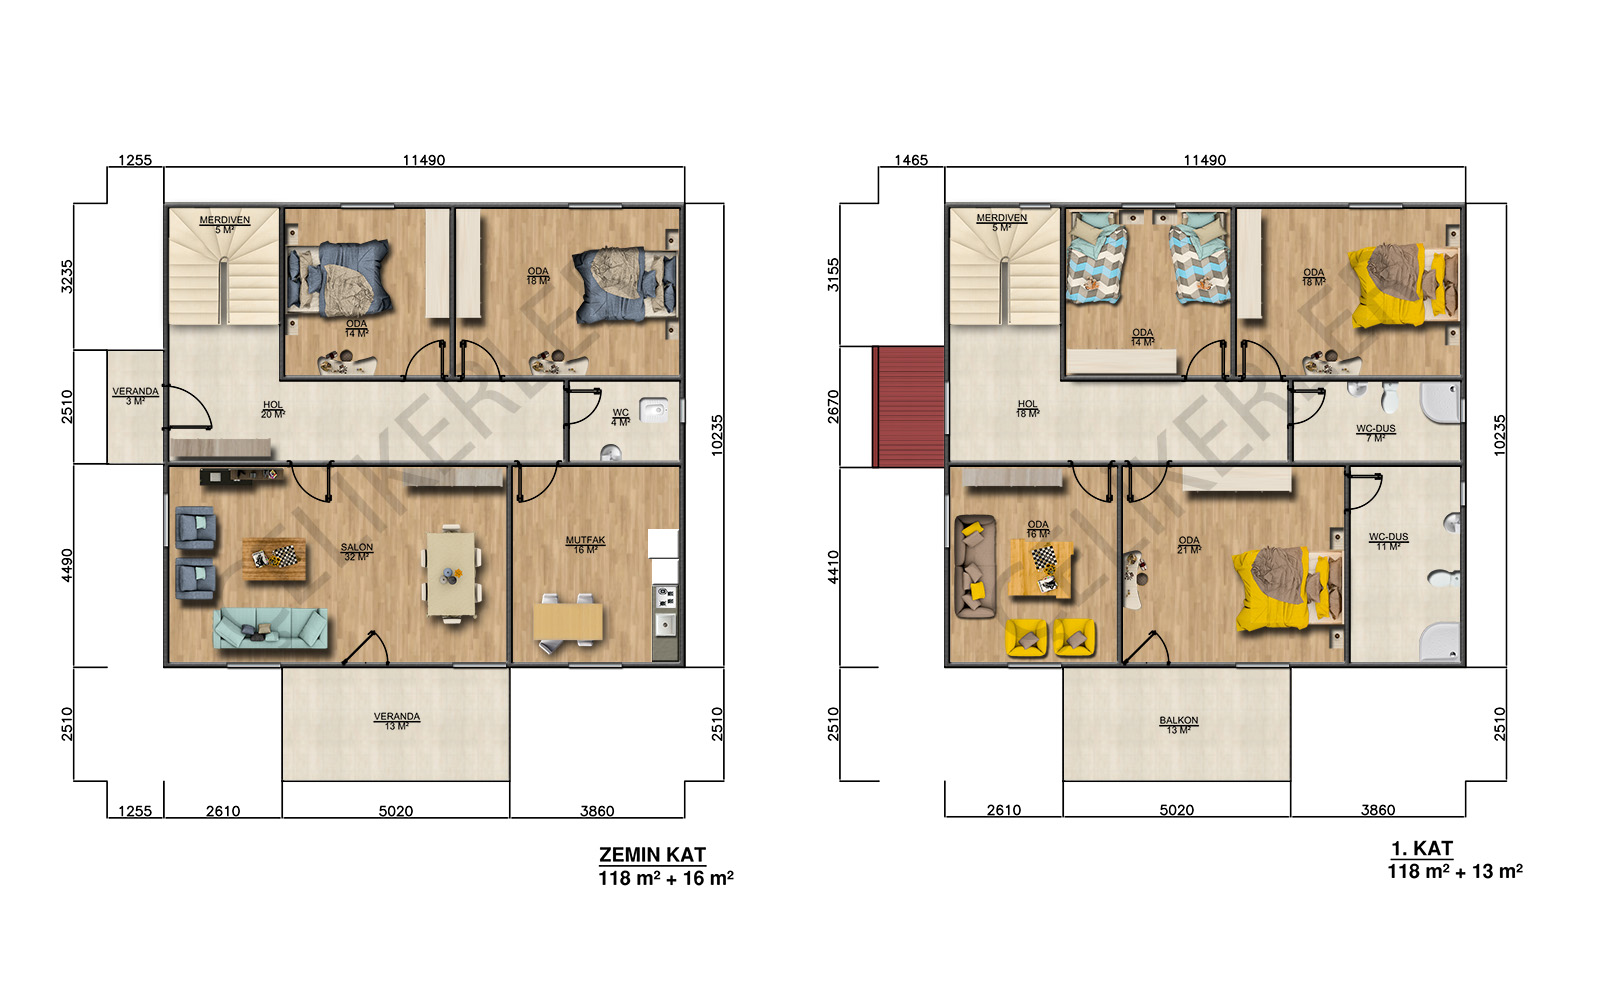 1255
11490
3235
2510
4490
2510
10235
2510
MERDIVEN
5 M²
ODA
14 M²
ODA
18 M²
VERANDA
3 M²
HOL
20 M²
WC
4 M²
SALON
32 M²
MUTFAK
16 M²
VERANDA
13 M²
1255
2610
5020
3860
ZEMIN KAT
118 m² + 16 m²
ÇELIKERLER
1465
11490
3155
2670
4410
2510
10235
2510
MERDIVEN
5 M²
ODA
14 M²
ODA
18 M²
HOL
18 M²
WC-DUS
7 M²
ODA
16 M²
ODA
21 M²
WC-DUS
11 M²
BALKON
13 M²
2610
5020
3860
1. KAT
118 m² + 13 m²
ÇELIKERLER